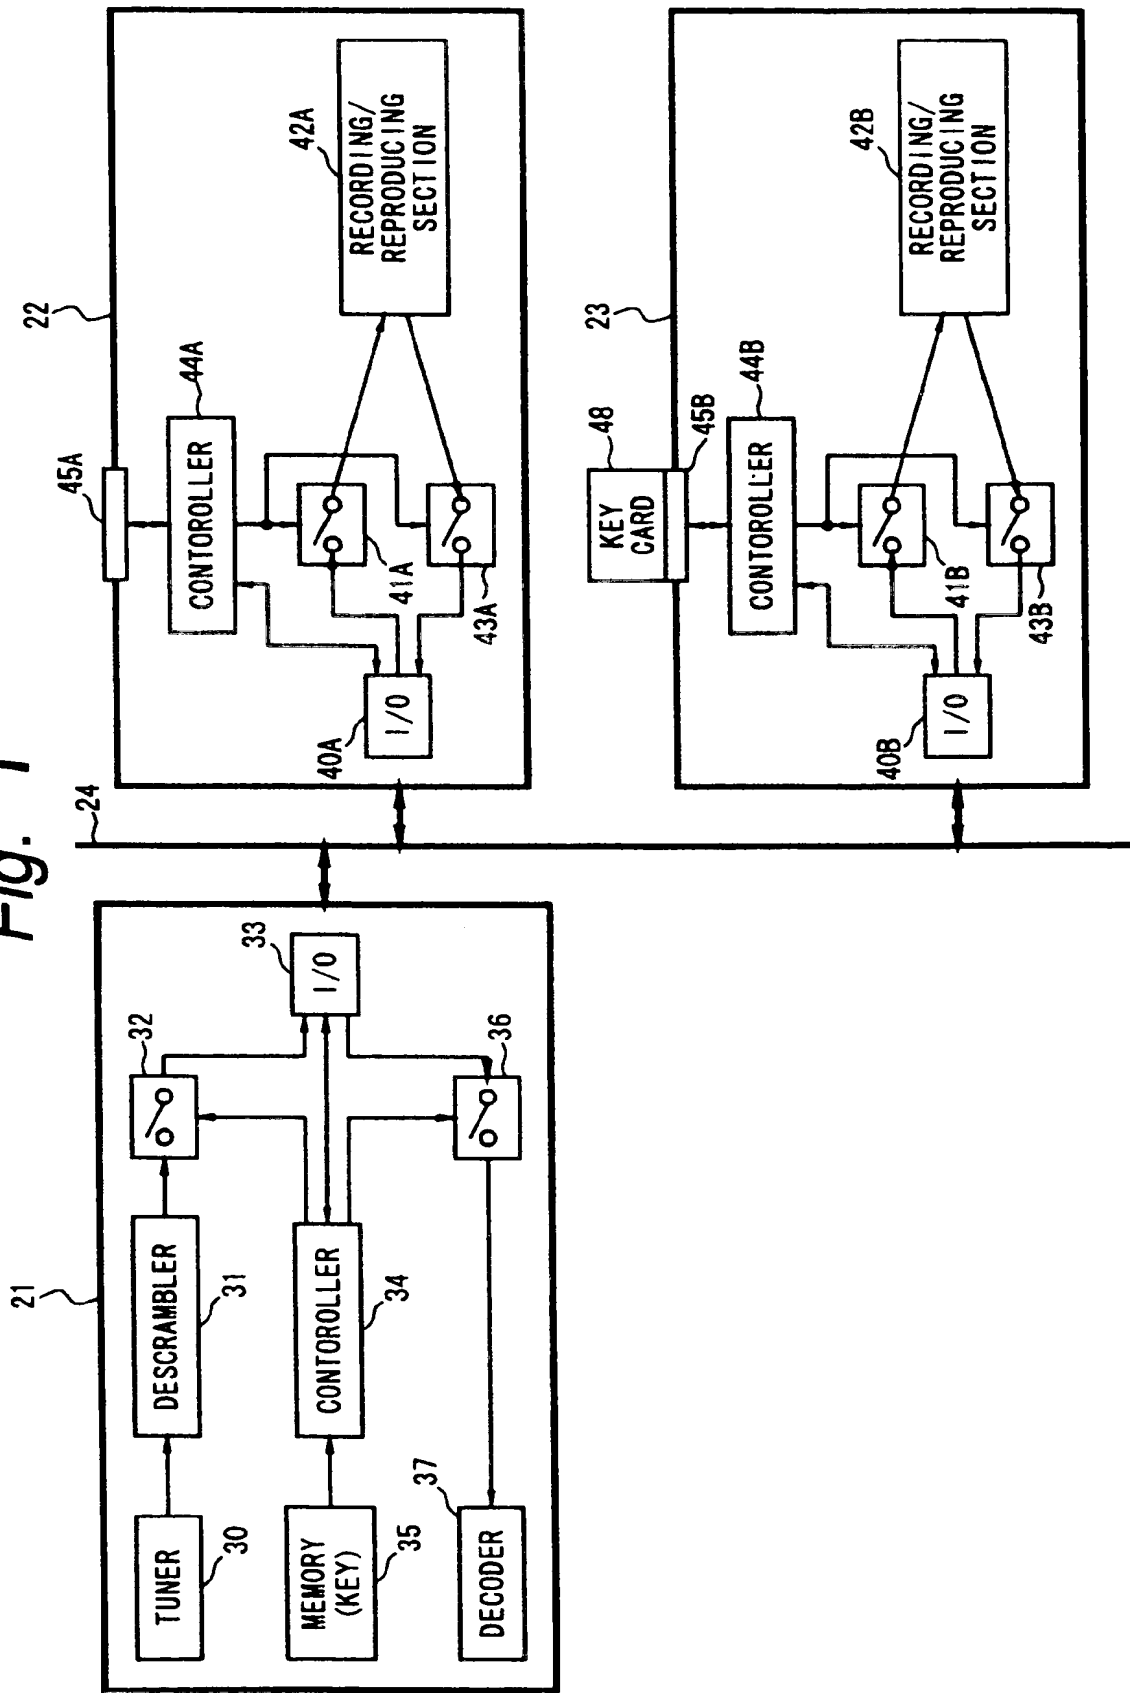 Fig. 1
21
TUNER
30
DESCRAMBLER
31
32
33
I/O
MEMORY
(KEY)
35
CONTOROLLER
34
36
DECODER
37
24
22
45A
CONTOROLLER
44A
40A
I/O
41A
43A
42A
RECORDING/
REPRODUCING
SECTION
23
KEY
CARD
48
45B
CONTOROLLER
44B
40B
I/O
41B
43B
42B
RECORDING/
REPRODUCING
SECTION